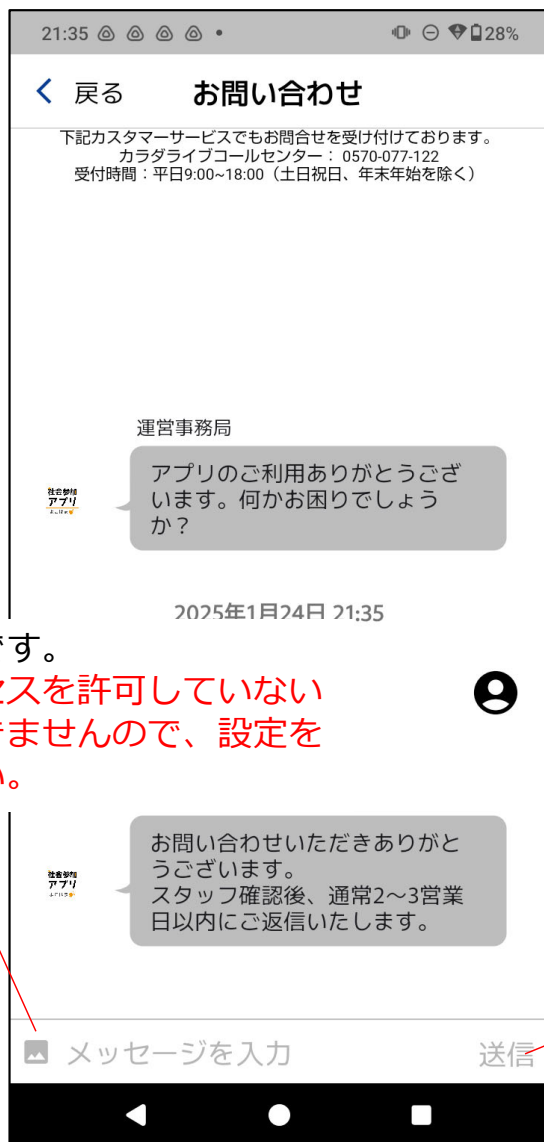 21:35
28%
戻る
お問い合わせ
下記カスタマーサービスでもお問合せを受け付けております。
カラダライブコールセンター： 0570-077-122
受付時間：平日9:00~18:00（土日祝日、年末年始を除く）
運営事務局
社会参加
アプリ
アプリのご利用ありがとうござ
います。何かお困りでしょう
か？
2025年1月24日 21:35
です。
セスを許可していない
きませんので、設定を
い。
社会参加
アプリ
お問い合わせいただきありがと
うございます。
スタッフ確認後、通常2～3営業
日以内にご返信いたします。
メッセージを入力
送信